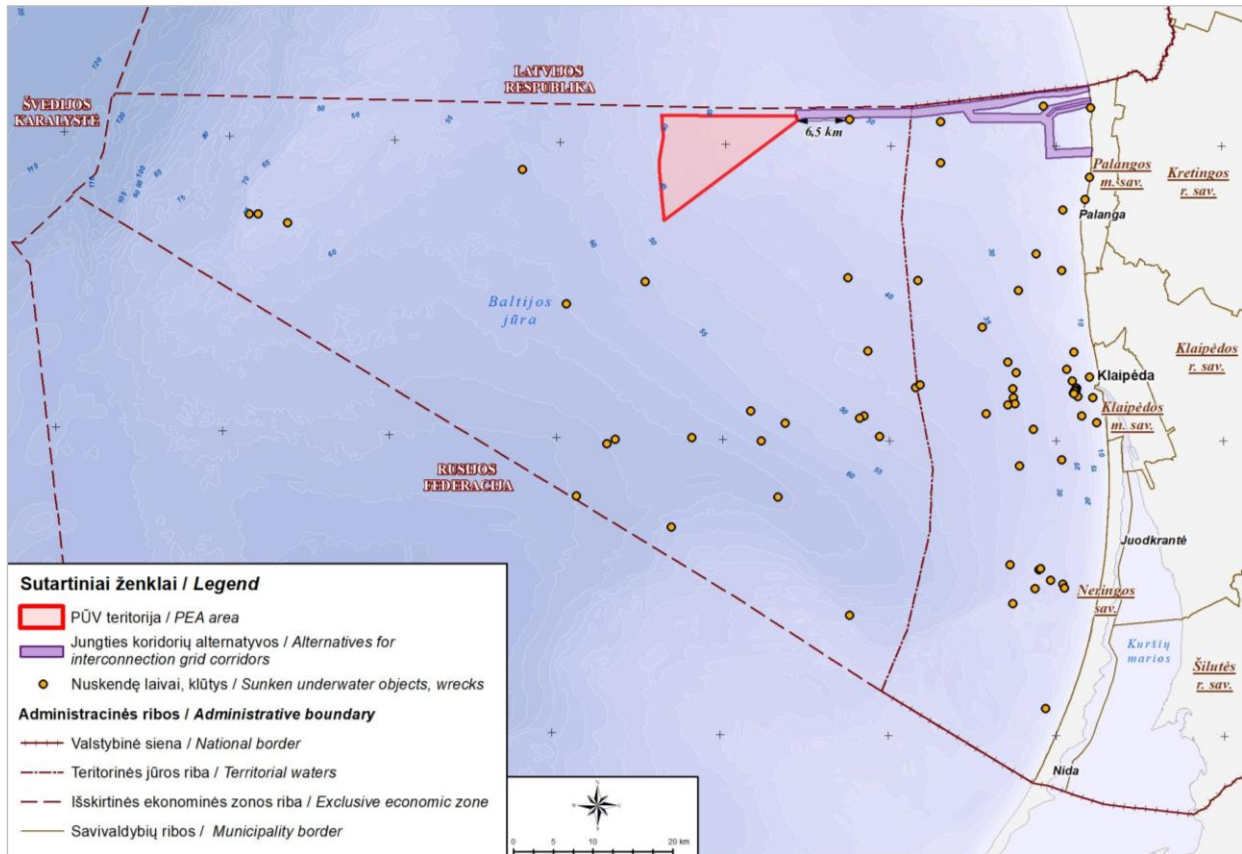 LATVIJOS
RESPUBLIKA
ŠVEDIJOS
KARALYSTĖ
6,5 km
Palangos
m. sav.
Kretingos
r. sav.
Palanga
Baltijos
jūra
Klaipėdos
r. sav.
Klaipėda
Klaipėdos
m. sav.
RUSIJOS
FEDERACIJA
Juodkrantė
Neringos
sav.
Kuršių
marios
Šilutės
r. sav.
Nida
Sutartiniai ženklai / Legend
PŪV teritorija / PEA area
Jungties koridorių alternatyvos / Alternatives for
interconnection grid corridors
Nuskendę laivai, kliūtys / Sunken underwater objects, wrecks
Administracinės ribos / Administrative boundary
Valstybinė siena / National border
Teritorinės jūros riba / Territorial waters
Išskirtinės ekonominės zonos riba / Exclusive economic zone
Savivaldybių ribos / Municipality border
0 10 20 km